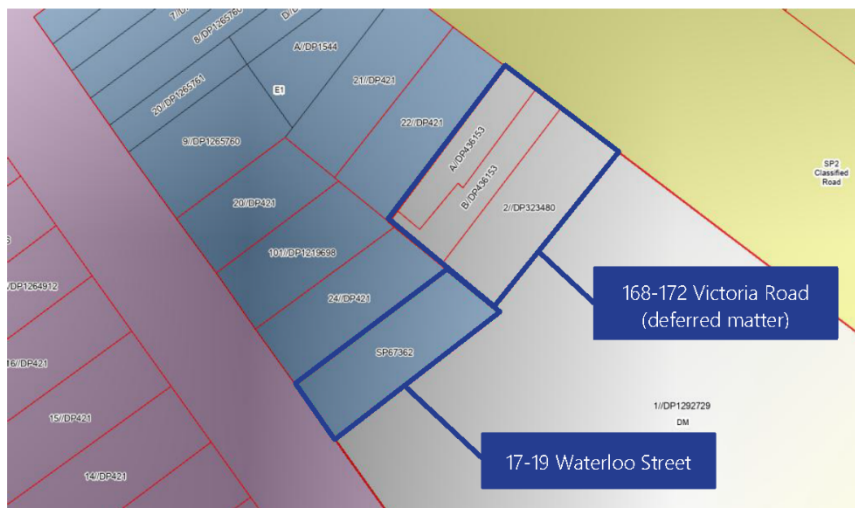 8//DP1265760
A//DP1544
20//DP1265761
E1
21//DP421
9//DP1265760
22//DP421
A//DP436153
B//DP436153
SP2
Classified
Road
20//DP421
2//DP323480
101//DP1219698
//DP1264912
24//DP421
168-172 Victoria Road
(deferred matter)
SP67362
16//DP421
1//DP1292729
DM
15//DP421
17-19 Waterloo Street
14//DP421